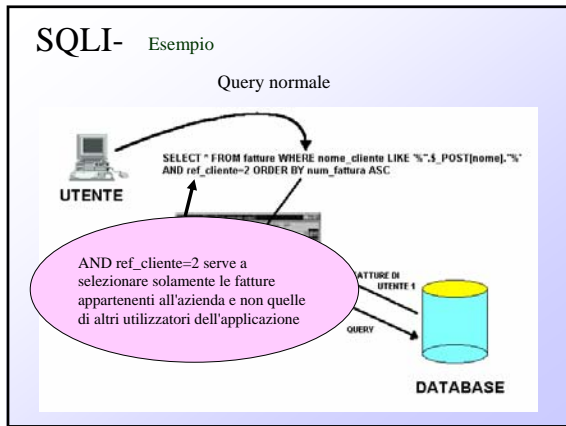 SQLI- Esempio
Query normale
SELECT * FROM fatture WHERE nome_cliente LIKE '%".$_POST[nome]."%'
AND ref_cliente=2 ORDER BY num_fattura ASC
UTENTE
AND ref_cliente=2 serve a
selezionare solamente le fatture
appartenenti all'azienda e non quelle
di altri utilizzatori dell'applicazione
ATTURE DI
UTENTE 1
QUERY
DATABASE